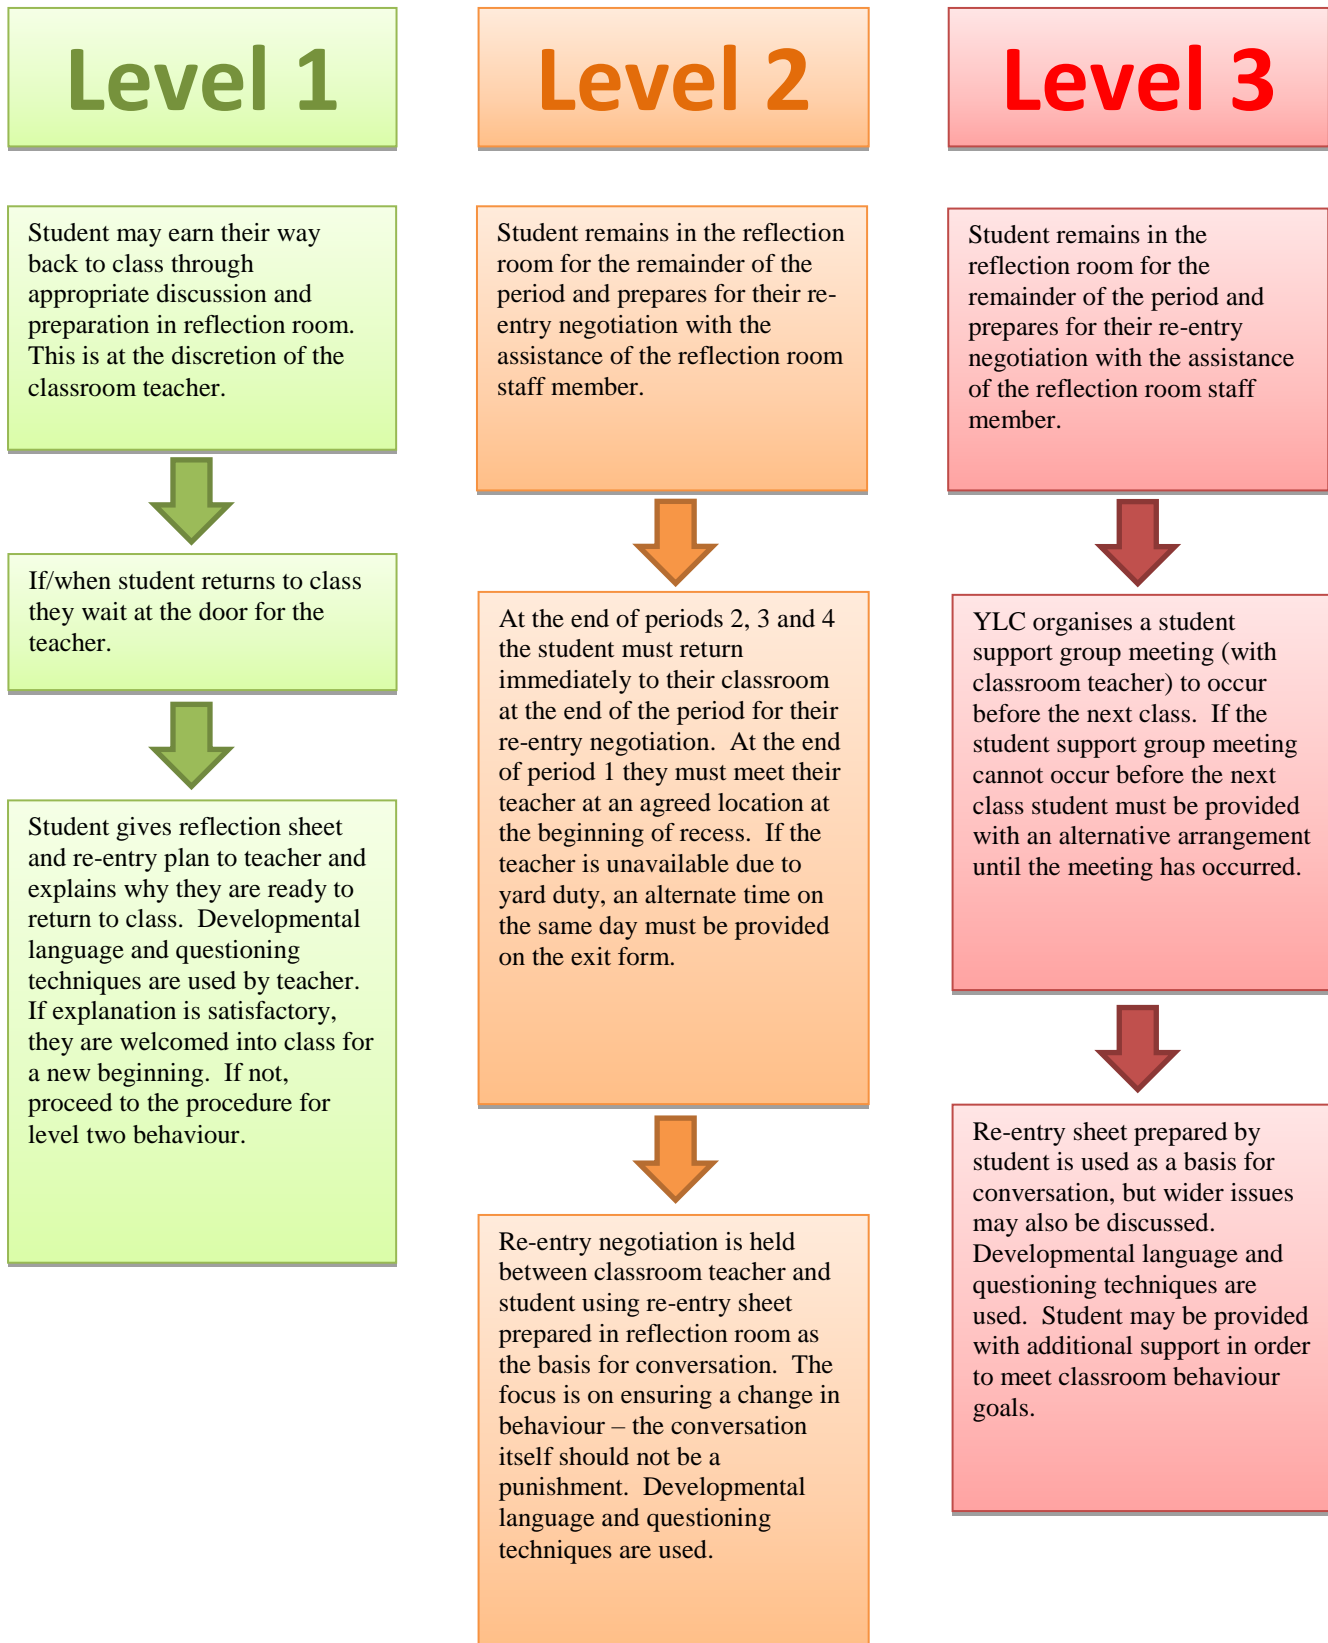 Level 1
Student may earn their way
back to class through
appropriate discussion and
preparation in reflection room.
This is at the discretion of the
classroom teacher.
If/when student returns to class
they wait at the door for the
teacher.
Student gives reflection sheet
and re-entry plan to teacher and
explains why they are ready to
return to class.  Developmental
language and questioning
techniques are used by teacher.
If explanation is satisfactory,
they are welcomed into class for
a new beginning.  If not,
proceed to the procedure for
level two behaviour.
Level 2
Student remains in the reflection
room for the remainder of the
period and prepares for their re-
entry negotiation with the
assistance of the reflection room
staff member.
At the end of periods 2, 3 and 4
the student must return
immediately to their classroom
at the end of the period for their
re-entry negotiation.  At the end
of period 1 they must meet their
teacher at an agreed location at
the beginning of recess.  If the
teacher is unavailable due to
yard duty, an alternate time on
the same day must be provided
on the exit form.
Re-entry negotiation is held
between classroom teacher and
student using re-entry sheet
prepared in reflection room as
the basis for conversation.  The
focus is on ensuring a change in
behaviour – the conversation
itself should not be a
punishment.  Developmental
language and questioning
techniques are used.
Level 3
Student remains in the
reflection room for the
remainder of the period and
prepares for their re-entry
negotiation with the assistance
of the reflection room staff
member.
YLC organises a student
support group meeting (with
classroom teacher) to occur
before the next class.  If the
student support group meeting
cannot occur before the next
class student must be provided
with an alternative arrangement
until the meeting has occurred.
Re-entry sheet prepared by
student is used as a basis for
conversation, but wider issues
may also be discussed.
Developmental language and
questioning techniques are
used.  Student may be provided
with additional support in order
to meet classroom behaviour
goals.